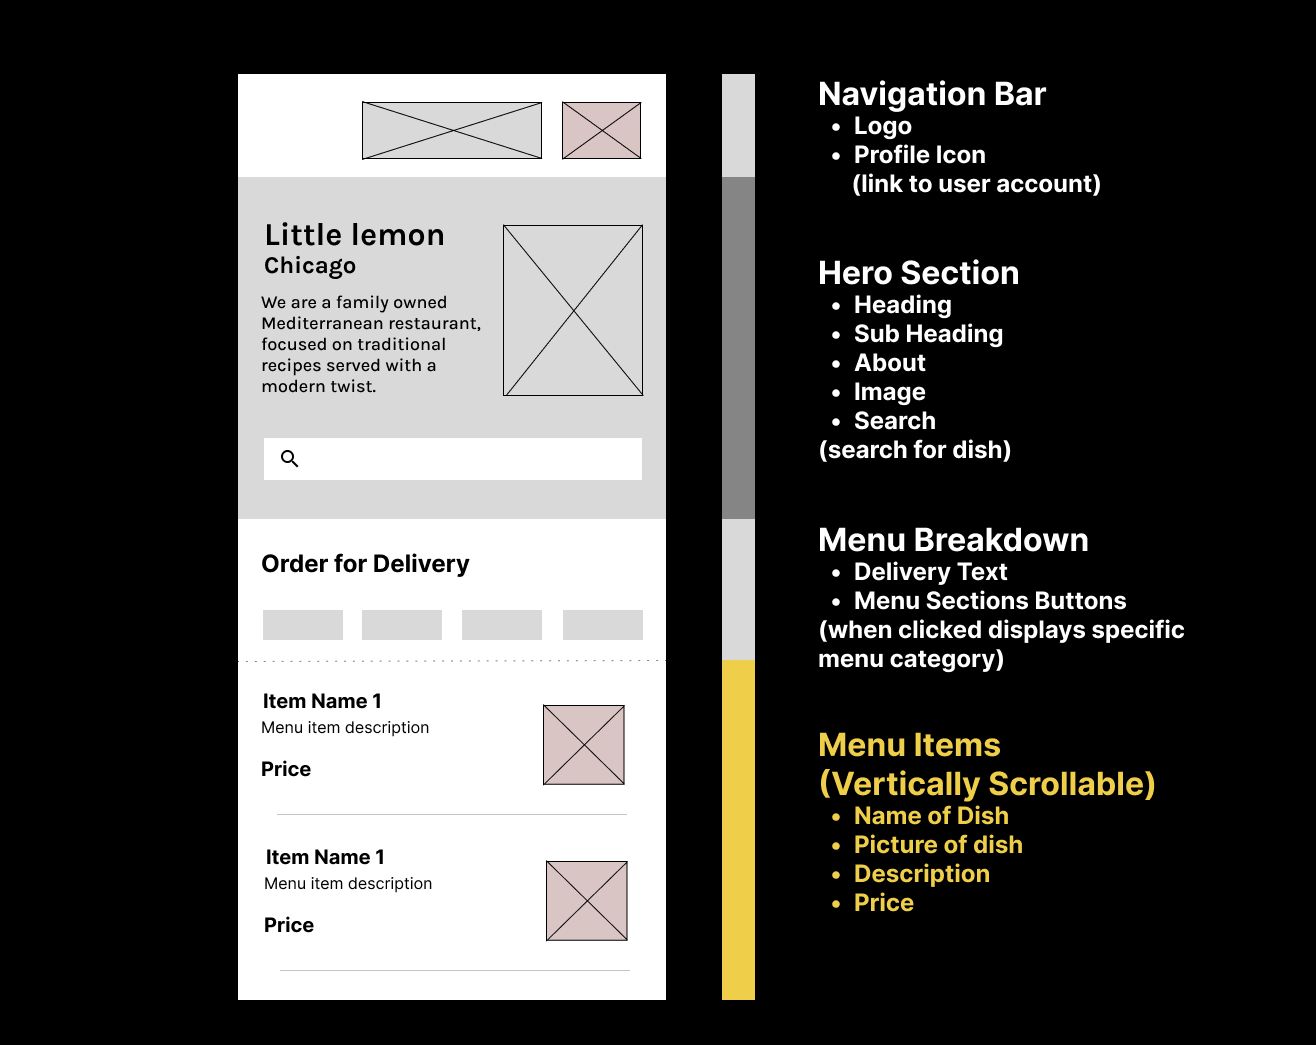 Little lemon
Chicago
We are a family owned
Mediterranean restaurant,
focused on traditional
recipes served with a
modern twist.
Order for Delivery
Item Name 1
Menu item description
Price
Item Name 1
Menu item description
Price
Navigation Bar
• Logo
• Profile Icon
(link to user account)
Hero Section
• Heading
• Sub Heading
• About
• Image
• Search
(search for dish)
Menu Breakdown
• Delivery Text
• Menu Sections Buttons
(when clicked displays specific
menu category)
Menu Items
(Vertically Scrollable)
• Name of Dish
• Picture of dish
• Description
• Price